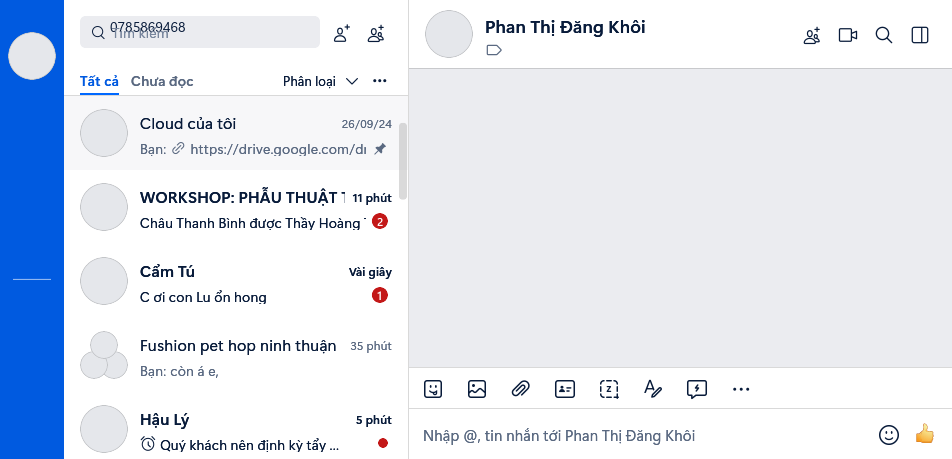 0785869468
Tìm kiếm
Tất cả Chưa đọc Phân loại
Cloud của tôi 26/09/24
Bạn: https://drive.google.com/dr
WORKSHOP: PHẪU THUẬT T 11 phút
Châu Thanh Bình được Thầy Hoàng T 2
Cẩm Tú Vài giây
C ơi con Lu ổn hong 1
Fushion pet hop ninh thuận 35 phút
Bạn: còn á e,
Hậu Lý 5 phút
Quý khách nên định kỳ tẩy ...
Phan Thị Đăng Khôi
Nhập @, tin nhắn tới Phan Thị Đăng Khôi